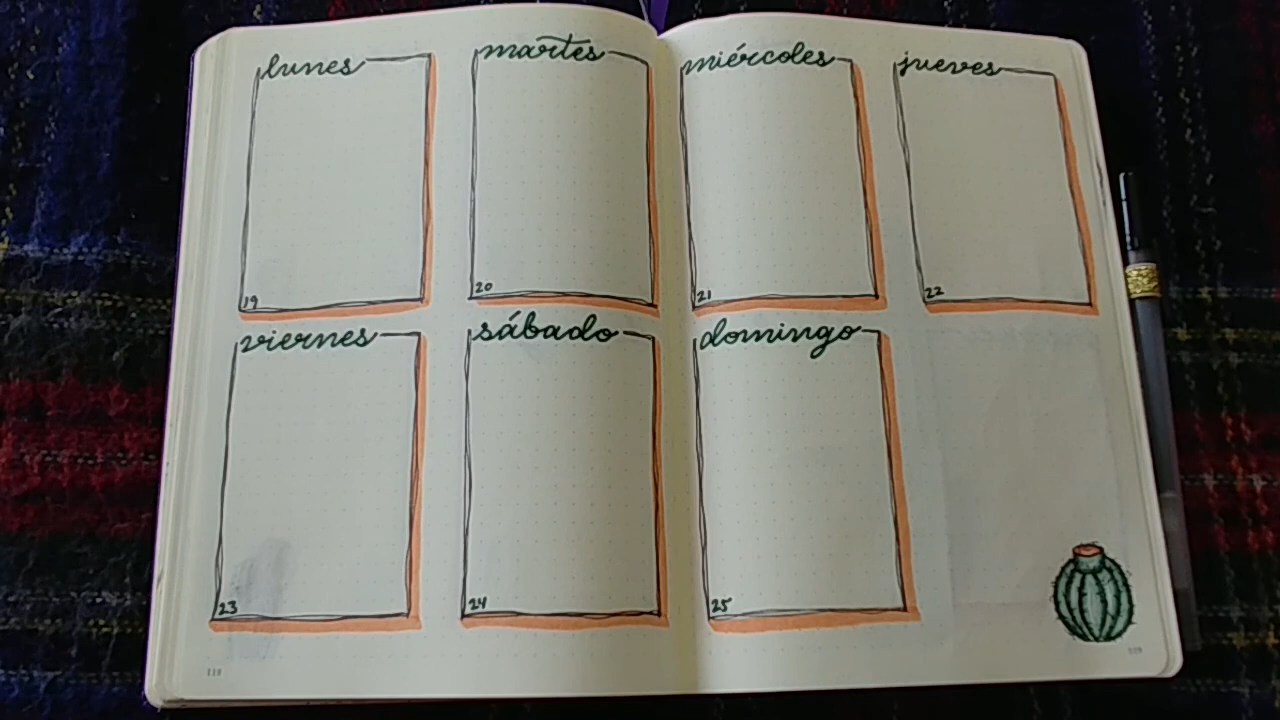 lunes
martes
miércoles
jueves
19
20
21
22
viernes
sábado
domingo
23
24
25